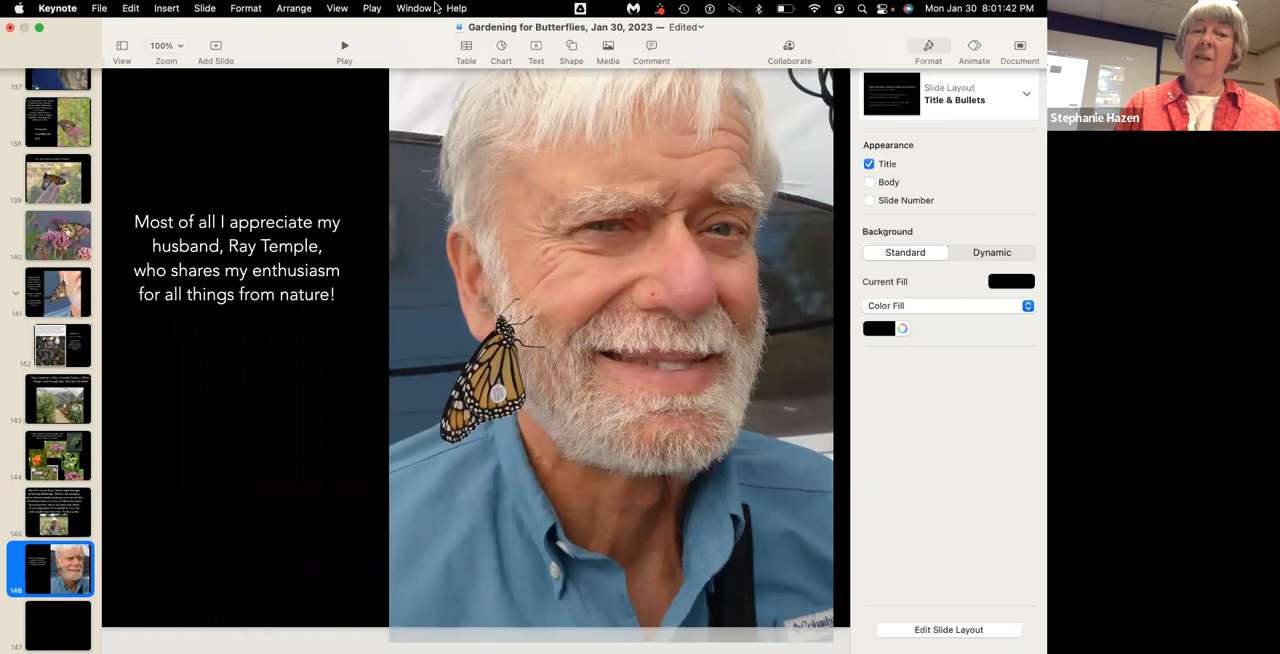 Keynote File Edit Insert Slide Format Arrange View Play Window Help
Mon Jan 30 8:01:42 PM
Gardening for Butterflies, Jan 30, 2023 — Edited
100%
View Zoom Add Slide Play Table Chart Text Shape Media Comment Collaborate Format Animate Document
137
138
139
140
141
142
143
144
145
146
147
Most of all I appreciate my
husband, Ray Temple,
who shares my enthusiasm
for all things from nature!
Columbia
Slide Layout
Title & Bullets
Appearance
Title
Body
Slide Number
Background
Standard Dynamic
Current Fill
Color Fill
Edit Slide Layout
Stephanie Hazen